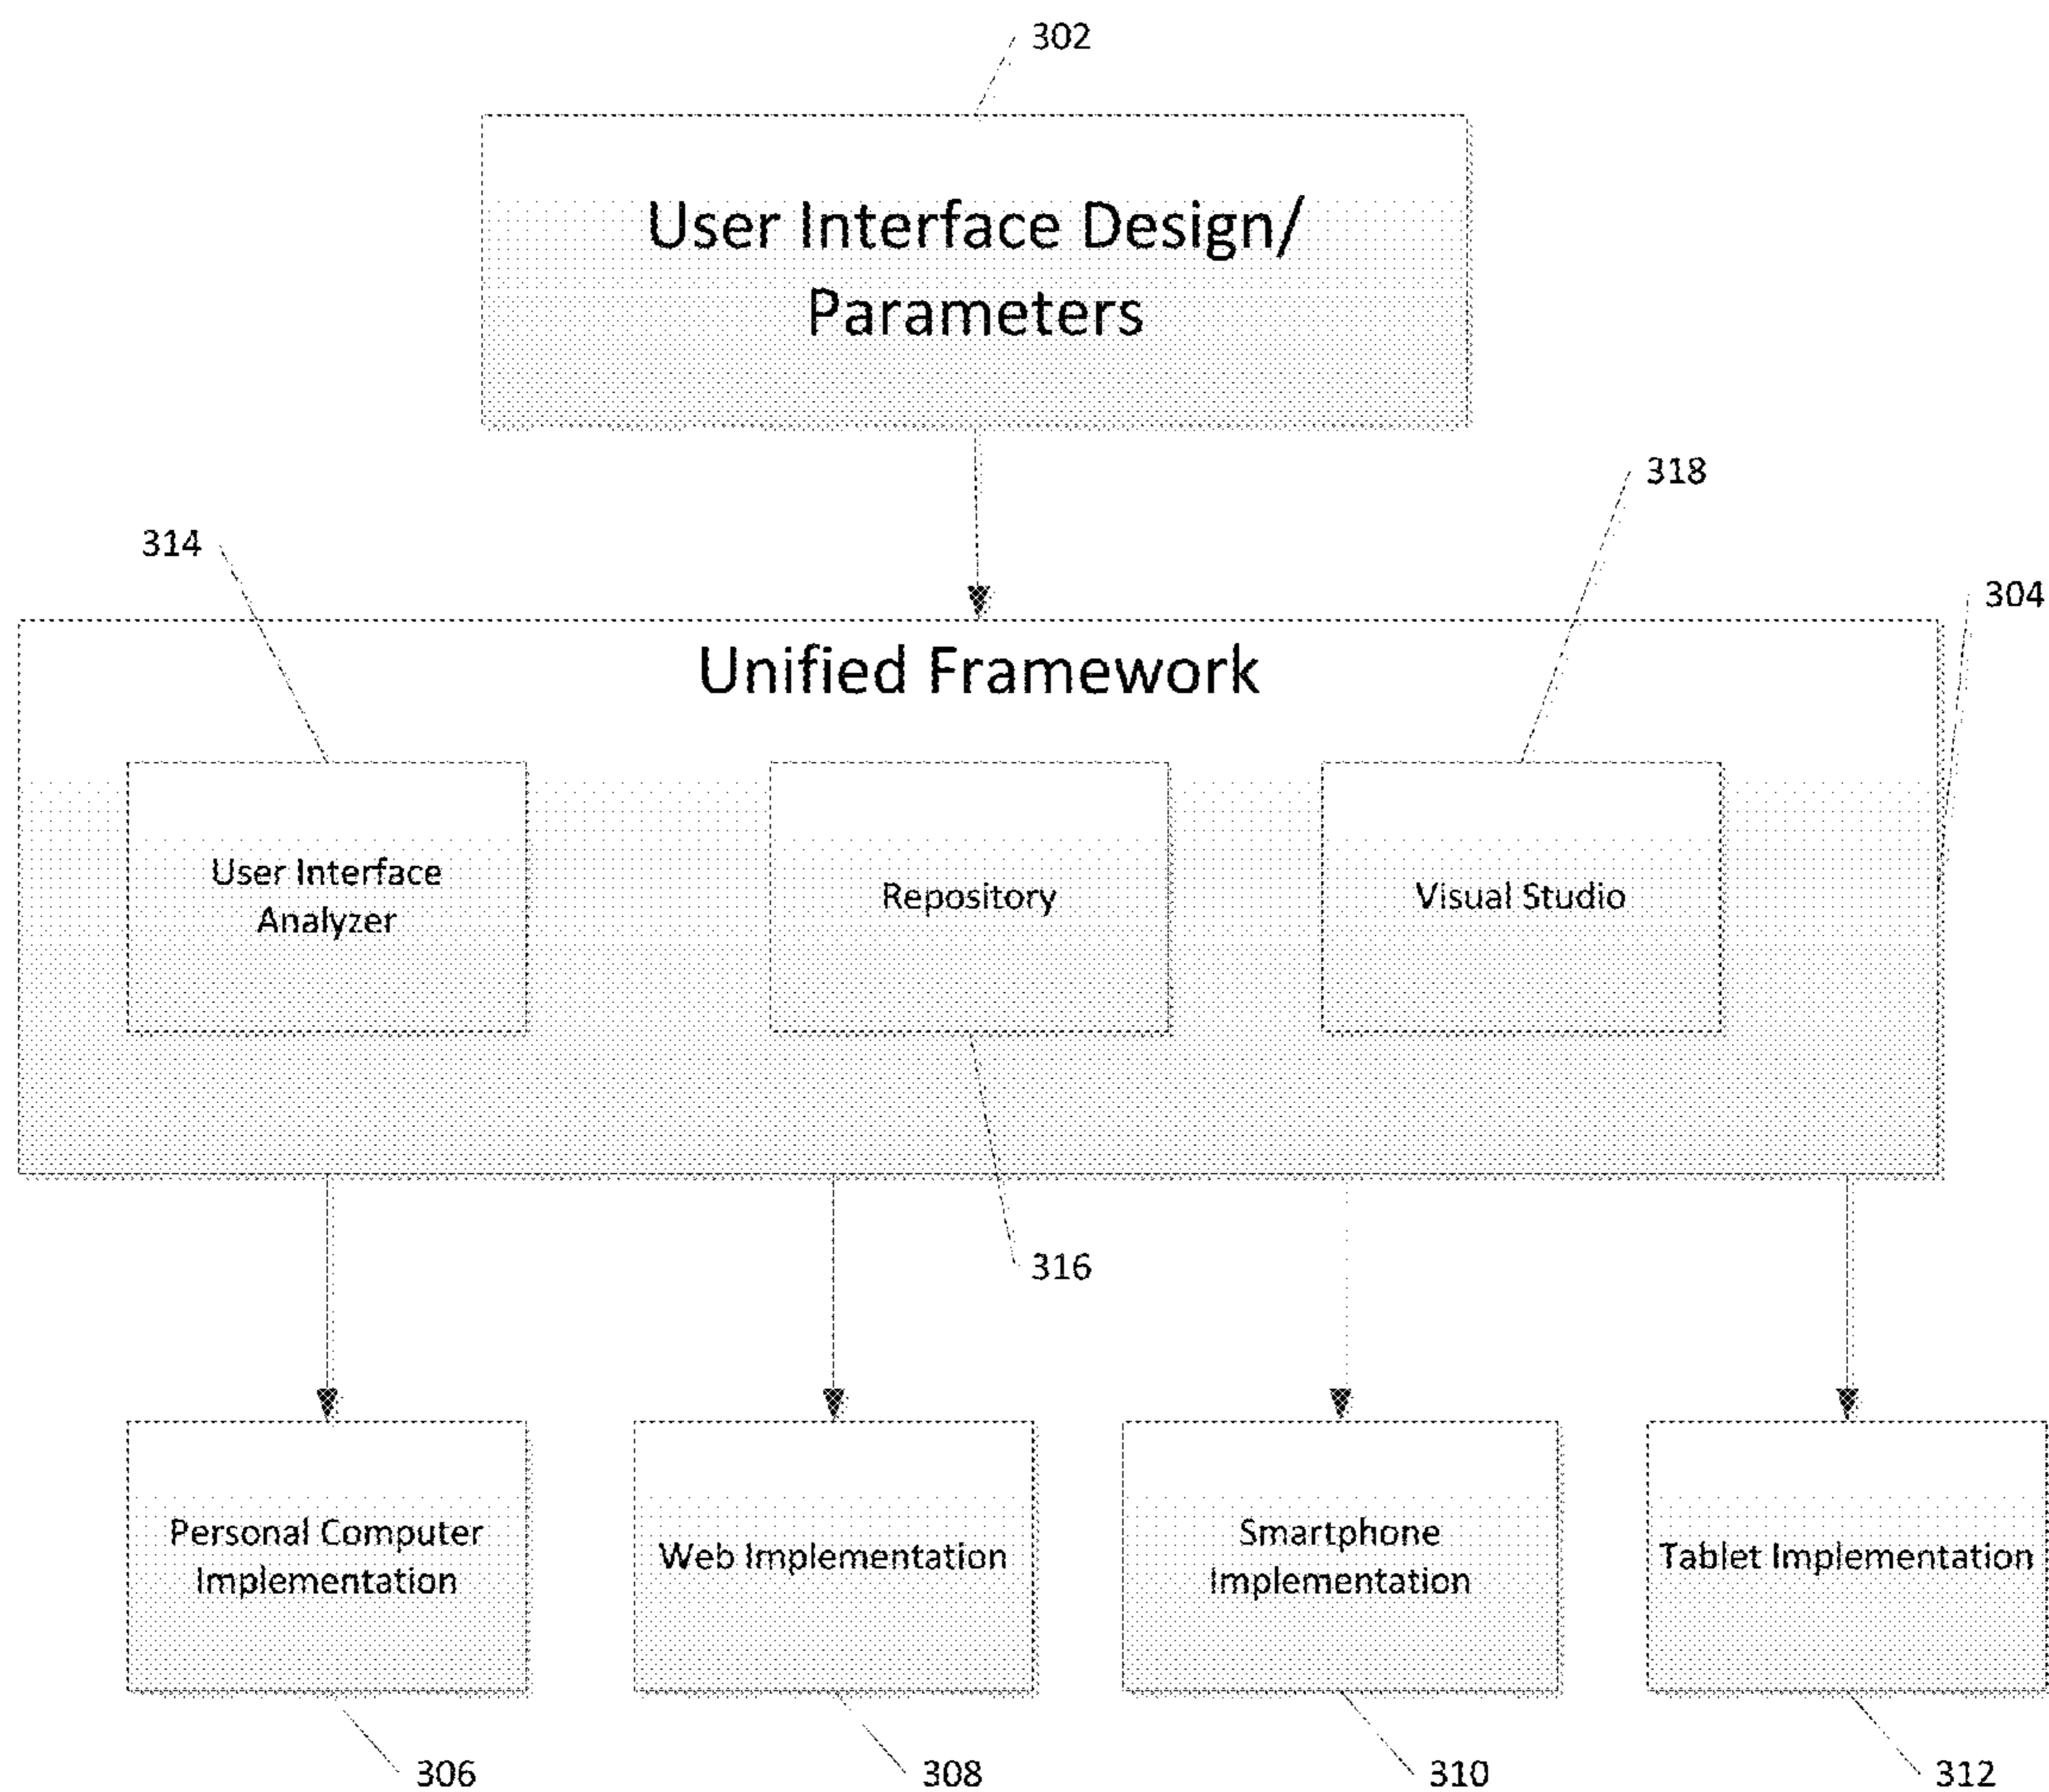 302
User Interface Design/
Parameters
318
314
304
Unified Framework
User Interface
Analyzer
Repository
Visual Studio
316
Personal Computer
Implementation
Web Implementation
Smartphone
Implementation
Tablet Implementation
306
308
310
312